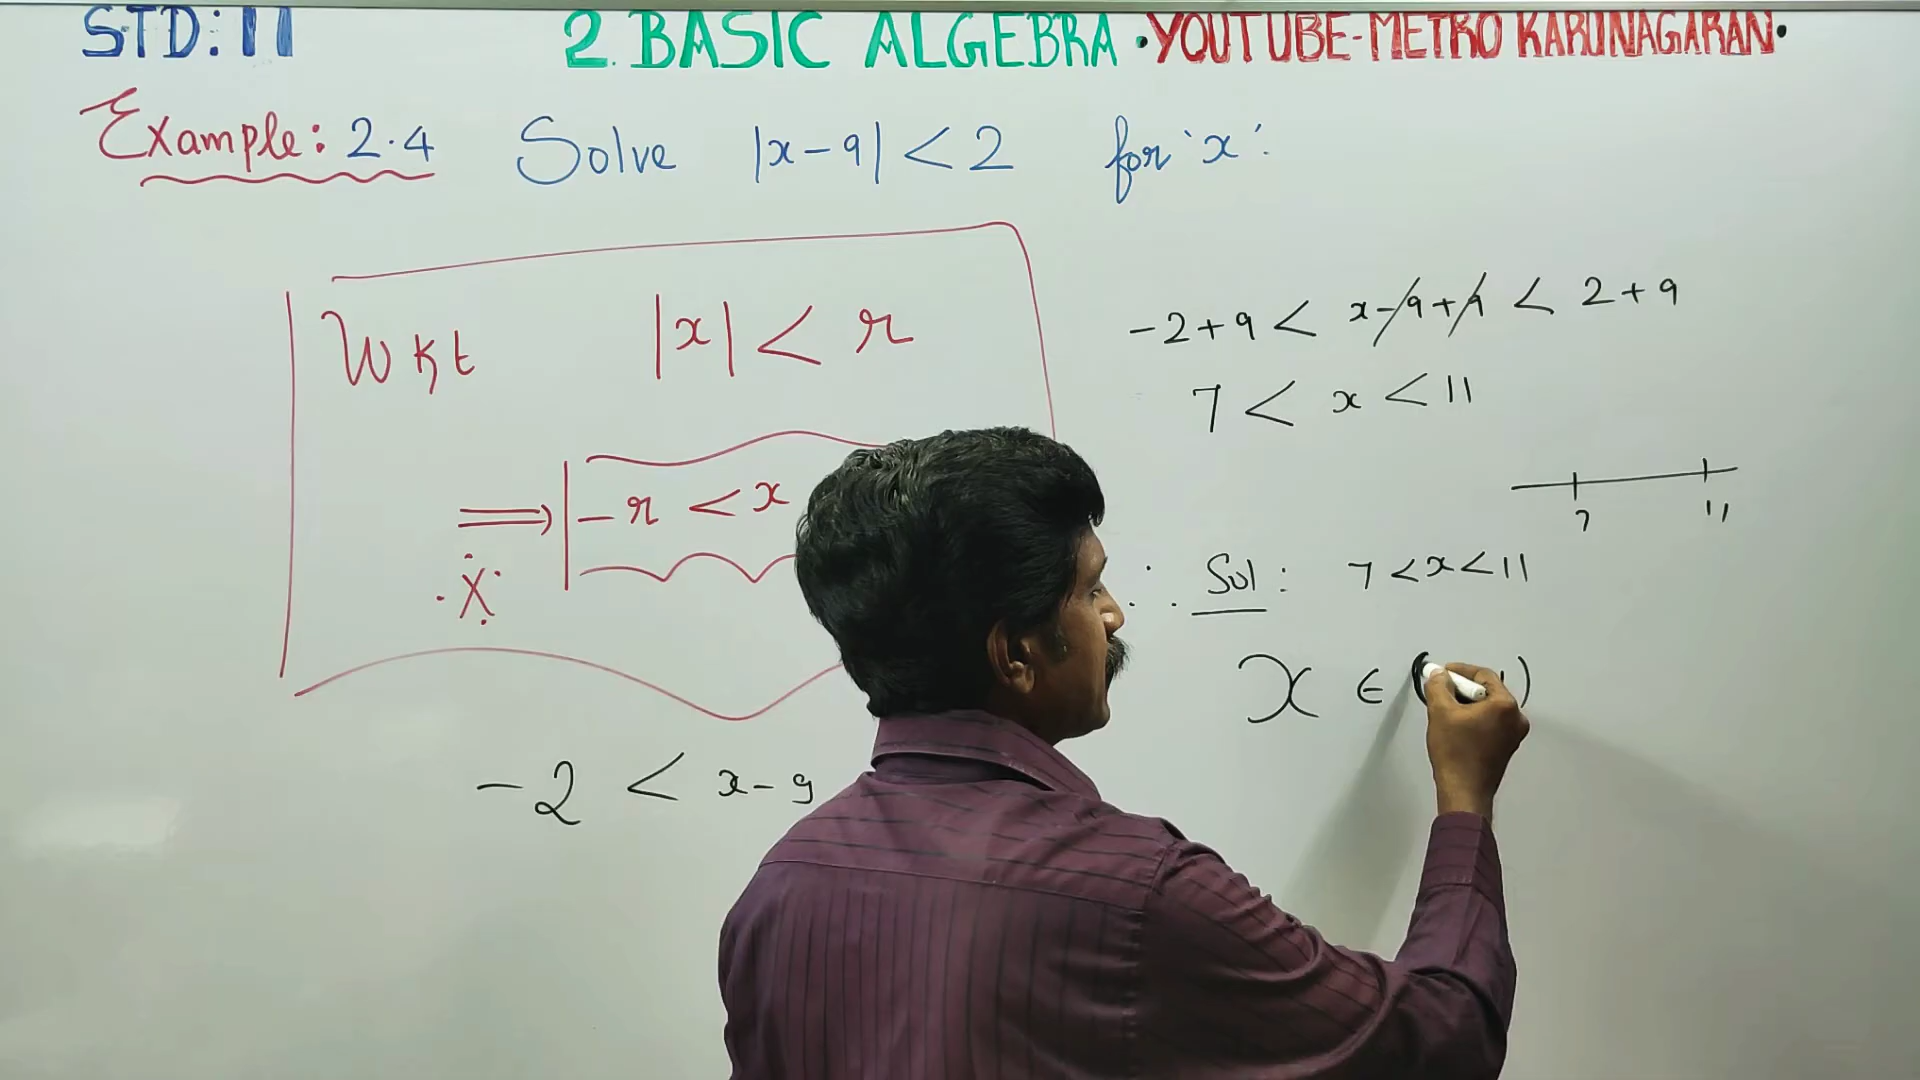 STD: 11 2. BASIC ALGEBRA •YOUTUBE-METRO KARUNAGARAN•
Example: 2.4 Solve |x-9| < 2 for 'x'.
WKt |x| < r
⟹ -r < x
-2 < x-9
-2+9 < x-9+9 < 2+9
7 < x < 11
7 11
∴ Sol: 7 < x < 11
x ∈ ( )